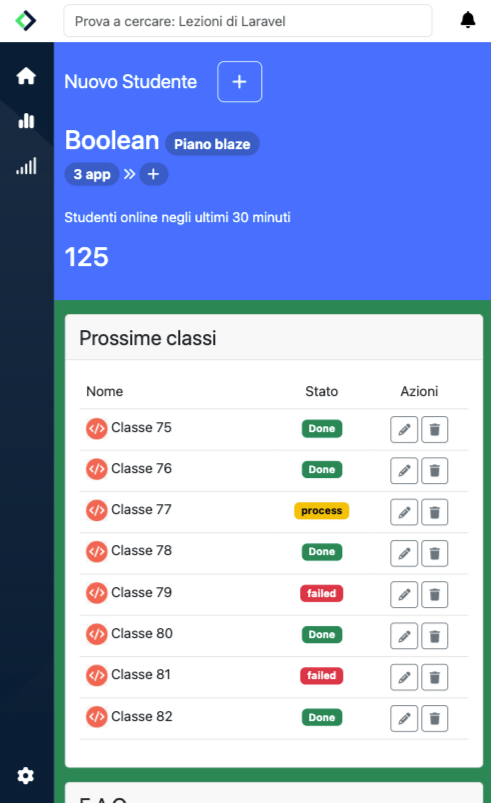 Prova a cercare: Lezioni di Laravel
Nuovo Studente +
Boolean Piano blaze
3 app » +
Studenti online negli ultimi 30 minuti
125
Prossime classi
Nome Stato Azioni
</> Classe 75 Done
</> Classe 76 Done
</> Classe 77 process
</> Classe 78 Done
</> Classe 79 failed
</> Classe 80 Done
</> Classe 81 failed
</> Classe 82 Done